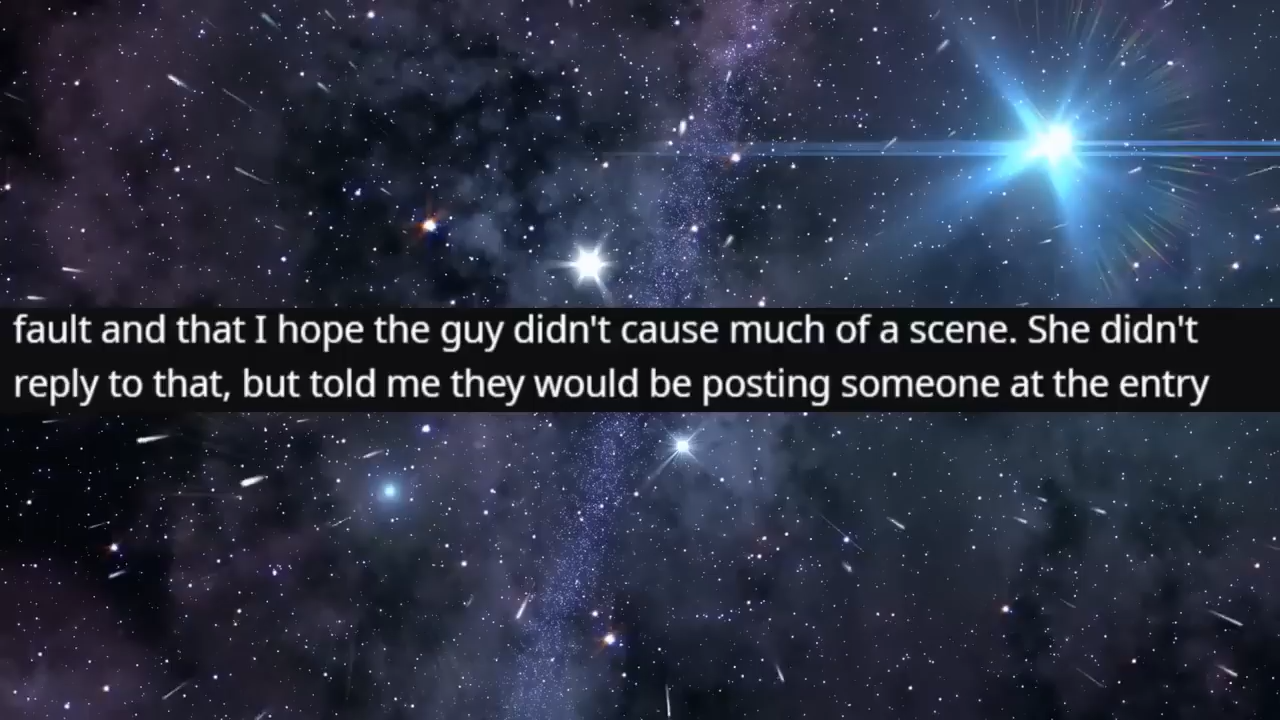 fault and that I hope the guy didn't cause much of a scene. She didn't
reply to that, but told me they would be posting someone at the entry